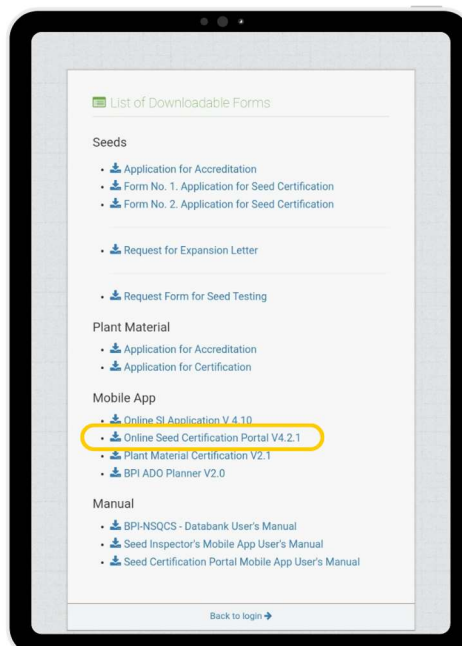 List of Downloadable Forms
Seeds
Application for Accreditation
Form No. 1. Application for Seed Certification
Form No. 2. Application for Seed Certification
Request for Expansion Letter
Request Form for Seed Testing
Plant Material
Application for Accreditation
Application for Certification
Mobile App
Online SI Application V 4.10
Online Seed Certification Portal V4.2.1
Plant Material Certification V2.1
BPI ADO Planner V2.0
Manual
BPI-NSQCS - Databank User's Manual
Seed Inspector's Mobile App User's Manual
Seed Certification Portal Mobile App User's Manual
Back to login